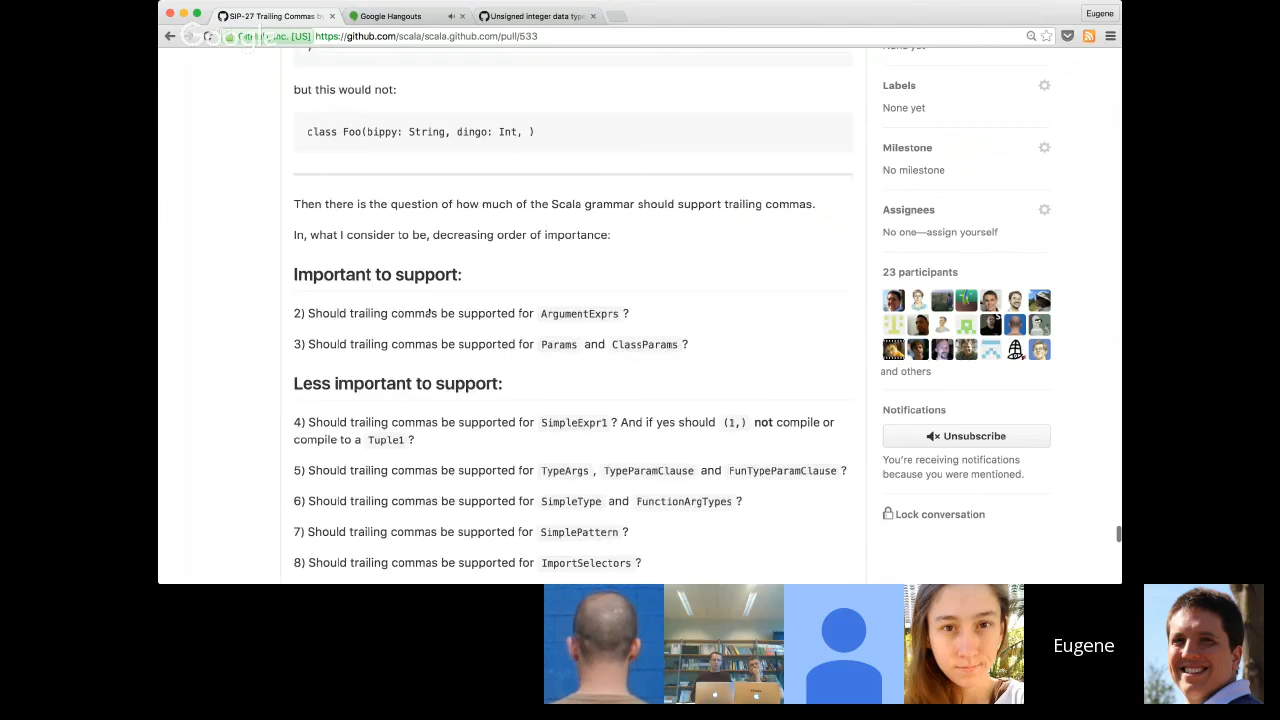 SIP-27 Trailing Commas by
Google Hangouts
Unsigned integer data type
Eugene
Google
Inc. [US] https://github.com/scala/scala.github.com/pull/533
None yet
but this would not:
Labels
None yet
class Foo(bippy: String, dingo: Int, )
Milestone
No milestone
Then there is the question of how much of the Scala grammar should support trailing commas.
Assignees
In, what I consider to be, decreasing order of importance:
No one—assign yourself
Important to support:
23 participants
2) Should trailing commas be supported for ArgumentExprs ?
3) Should trailing commas be supported for Params and ClassParams ?
and others
Less important to support:
Notifications
4) Should trailing commas be supported for SimpleExpr1 ? And if yes should (1,) not compile or
compile to a Tuple1 ?
Unsubscribe
You're receiving notifications
because you were mentioned.
5) Should trailing commas be supported for TypeArgs , TypeParamClause and FunTypeParamClause ?
6) Should trailing commas be supported for SimpleType and FunctionArgTypes ?
Lock conversation
7) Should trailing commas be supported for SimplePattern ?
8) Should trailing commas be supported for ImportSelectors ?
Eugene